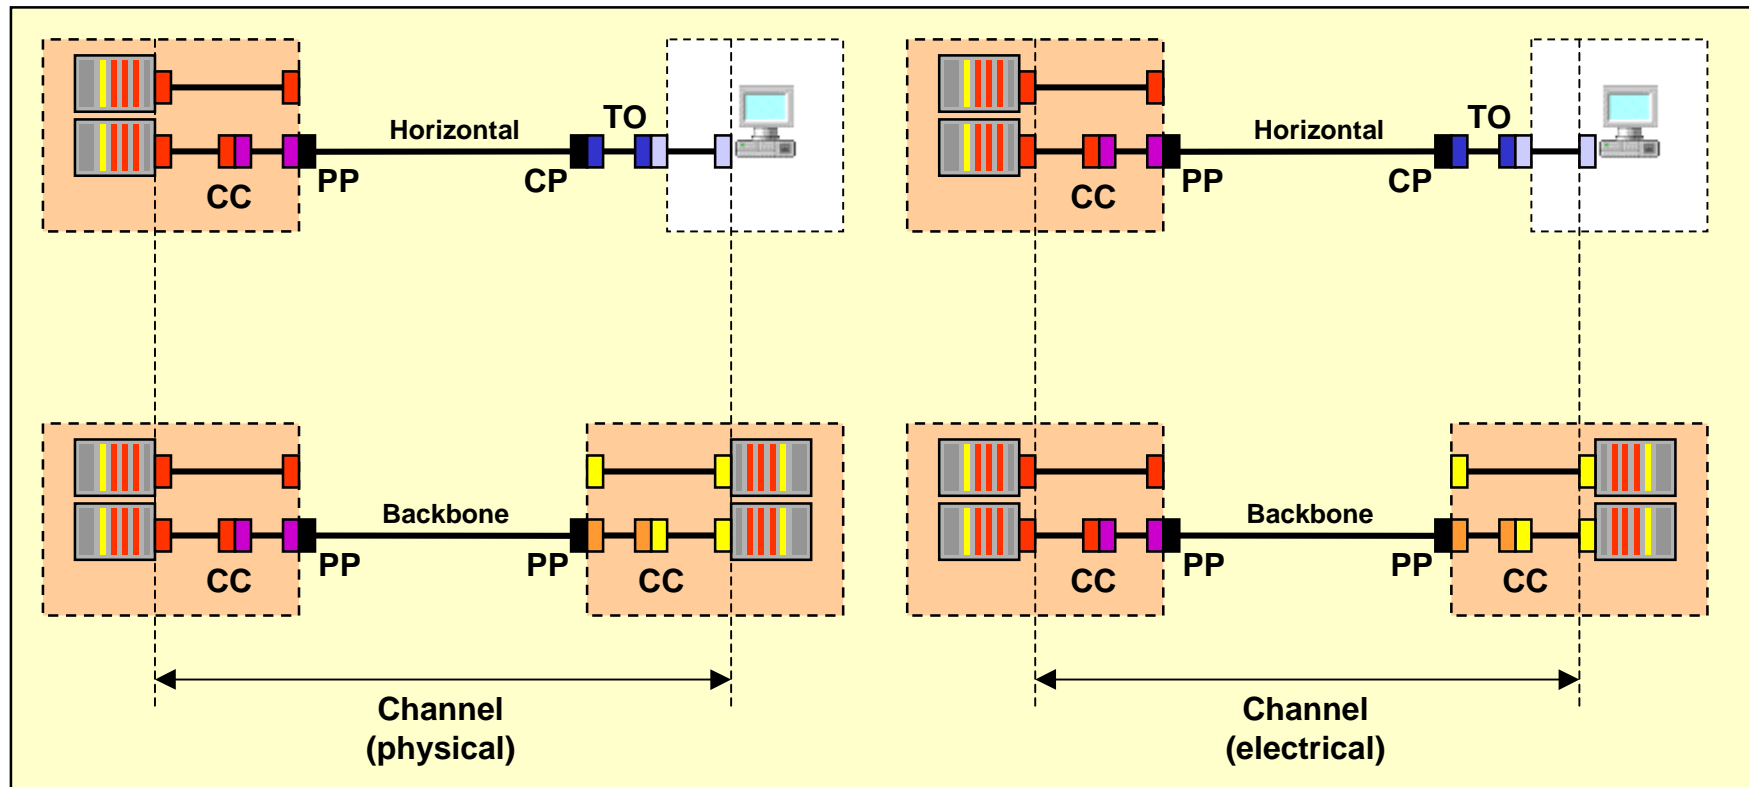 TO
Horizontal
PP
CP
CC
TO
Horizontal
PP
CP
CC
Backbone
PP
PP
CC
CC
Backbone
PP
PP
CC
CC
Channel
(physical)
Channel
(electrical)